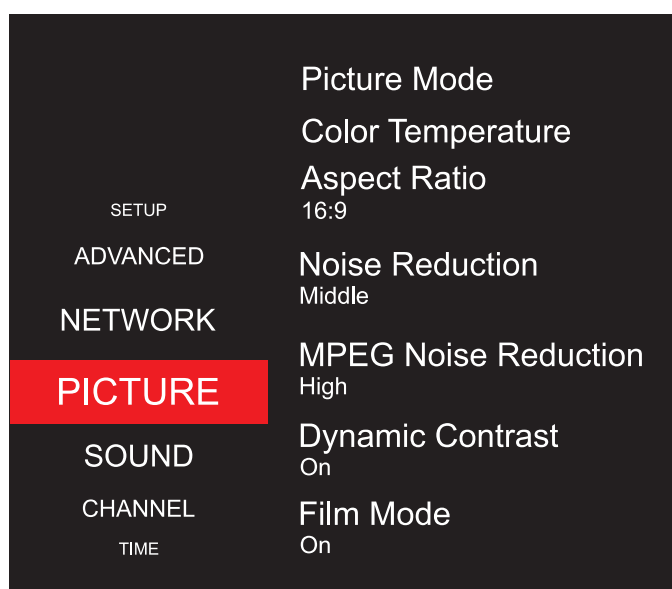 SETUP
ADVANCED
NETWORK
PICTURE
SOUND
CHANNEL
TIME
Picture Mode
Color Temperature
Aspect Ratio
16:9
Noise Reduction
Middle
MPEG Noise Reduction
High
Dynamic Contrast
On
Film Mode
On